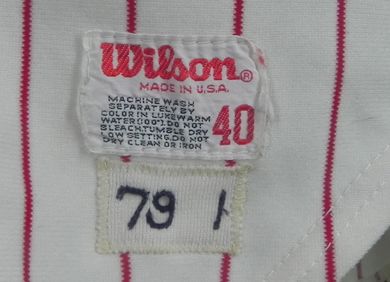 Wilson®
MADE IN U.S.A.
MACHINE WASH
SEPARATELY BY
COLOR IN LUKEWARM
WATER (100°). DO NOT
BLEACH. TUMBLE DRY
LOW SETTING. DO NOT
DRY CLEAN OR IRON
40
79 1